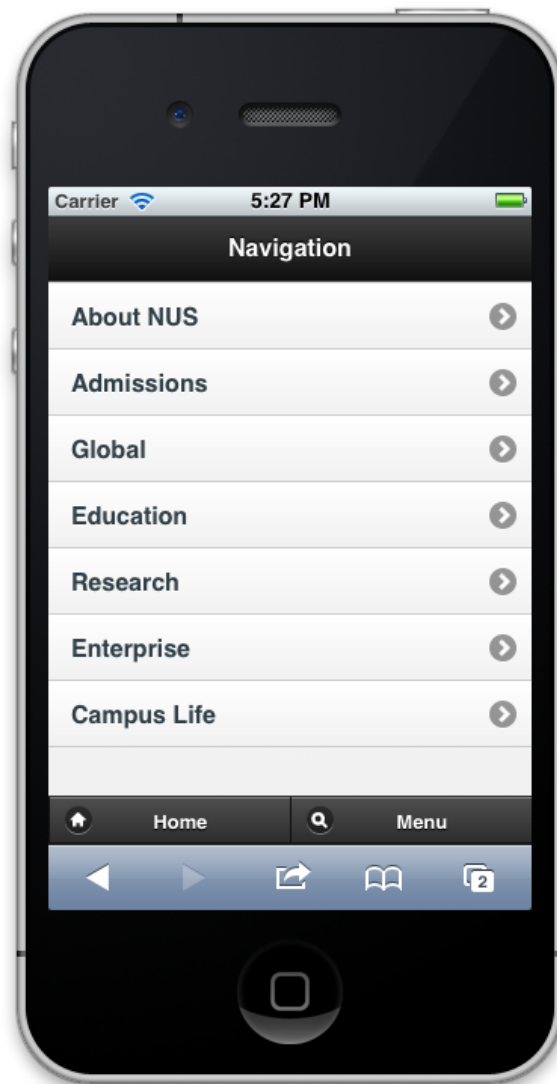 Carrier 5:27 PM
Navigation
About NUS
Admissions
Global
Education
Research
Enterprise
Campus Life
Home Menu
2